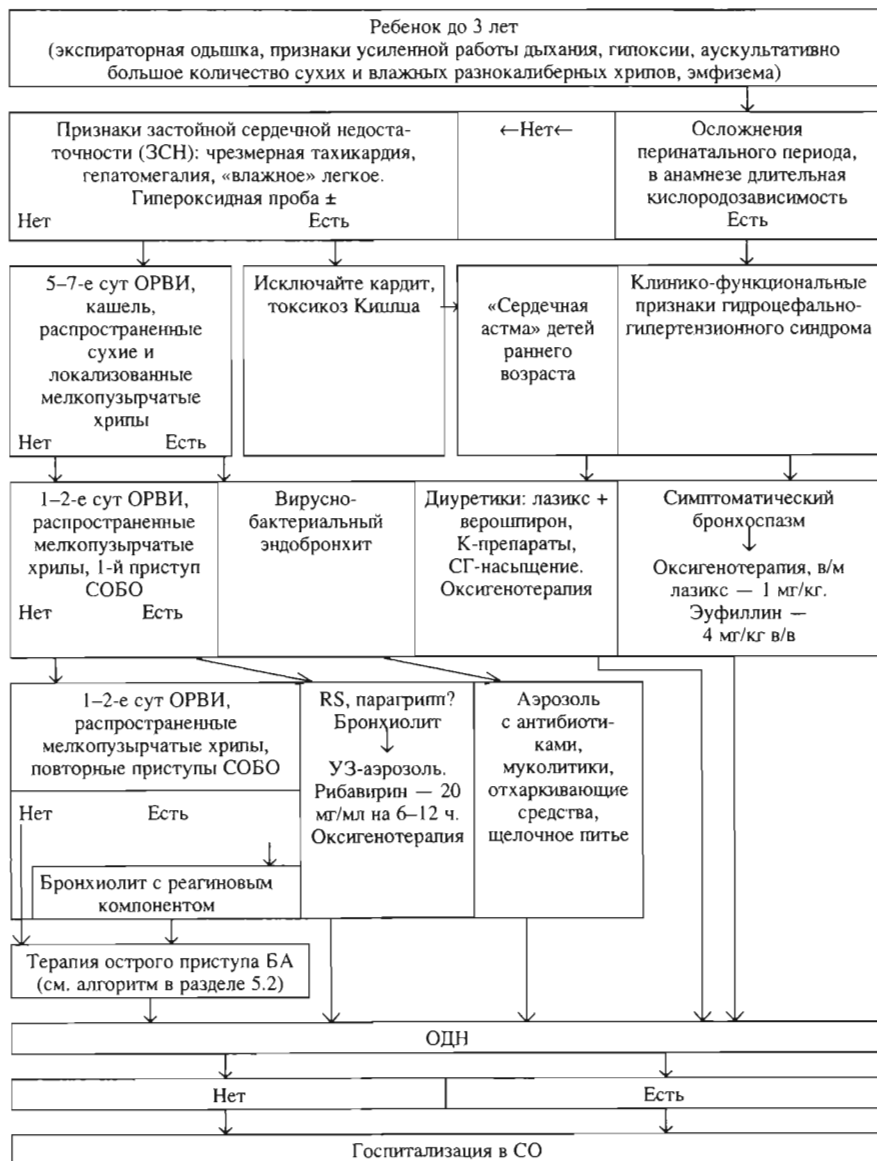 Ребенок до 3 лет
(экспираторная одышка, признаки усиленной работы дыхания, гипоксии, аускультативно
большое количество сухих и влажных разнокалиберных хрипов, эмфизема)
Признаки застойной сердечной недоста-
точности (ЗСН): чрезмерная тахикардия,
гепатомегалия, «влажное» легкое.
Гипероксидная проба ±
Нет Есть
←Нет←
Осложнения
перинатального периода,
в анамнезе длительная
кислородозависимость
Есть
5–7-е сут ОРВИ,
кашель,
распространенные
сухие и
локализованные
мелкопузырчатые
хрипы
Нет Есть
Исключайте кардит,
токсикоз Кишца
«Сердечная
астма» детей
раннего
возраста
Клинико-функциональные
признаки гидроцефально-
гипертензионного синдрома
1–2-е сут ОРВИ,
распространенные
мелкопузырчатые
хрипы, 1-й приступ
СОБО
Нет Есть
Вирусно-
бактериальный
эндобронхит
Диуретики: лазикс +
верошпирон,
К-препараты,
СГ-насыщение.
Оксигенотерапия
Симптоматический
бронхоспазм
Оксигенотерапия, в/м
лазикс — 1 мг/кг.
Эуфиллин —
4 мг/кг в/в
1–2-е сут ОРВИ,
распространенные
мелкопузырчатые хрипы,
повторные приступы СОБО
Нет Есть
Бронхиолит с реагиновым
компонентом
RS, парагрипп?
Бронхиолит
УЗ-аэрозоль.
Рибавирин — 20
мг/мл на 6–12 ч.
Оксигенотерапия
Аэрозоль
с антибиоти-
ками,
муколитики,
отхаркивающие
средства,
щелочное питье
Терапия острого приступа БА
(см. алгоритм в разделе 5.2)
ОДН
Нет
Есть
Госпитализация в СО